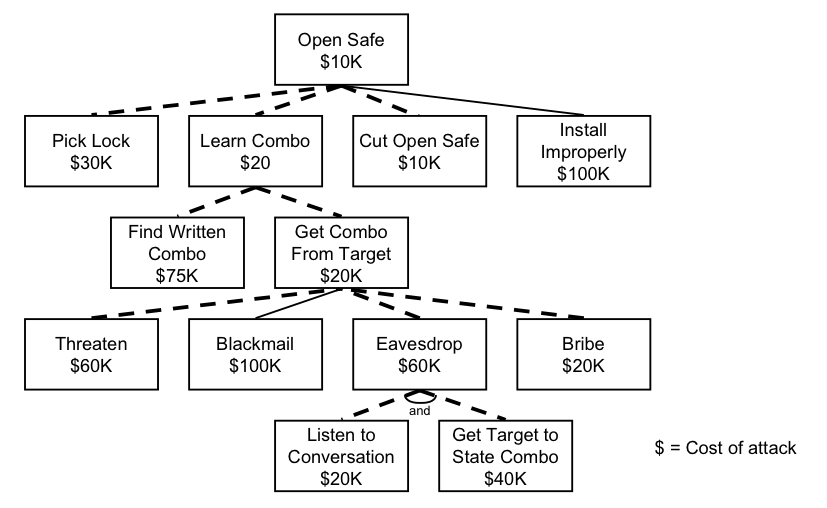 Open Safe
$10K
Pick Lock
$30K
Learn Combo
$20
Cut Open Safe
$10K
Install
Improperly
$100K
Find Written
Combo
$75K
Get Combo
From Target
$20K
Threaten
$60K
Blackmail
$100K
Eavesdrop
$60K
Bribe
$20K
and
Listen to
Conversation
$20K
Get Target to
State Combo
$40K
$ = Cost of attack